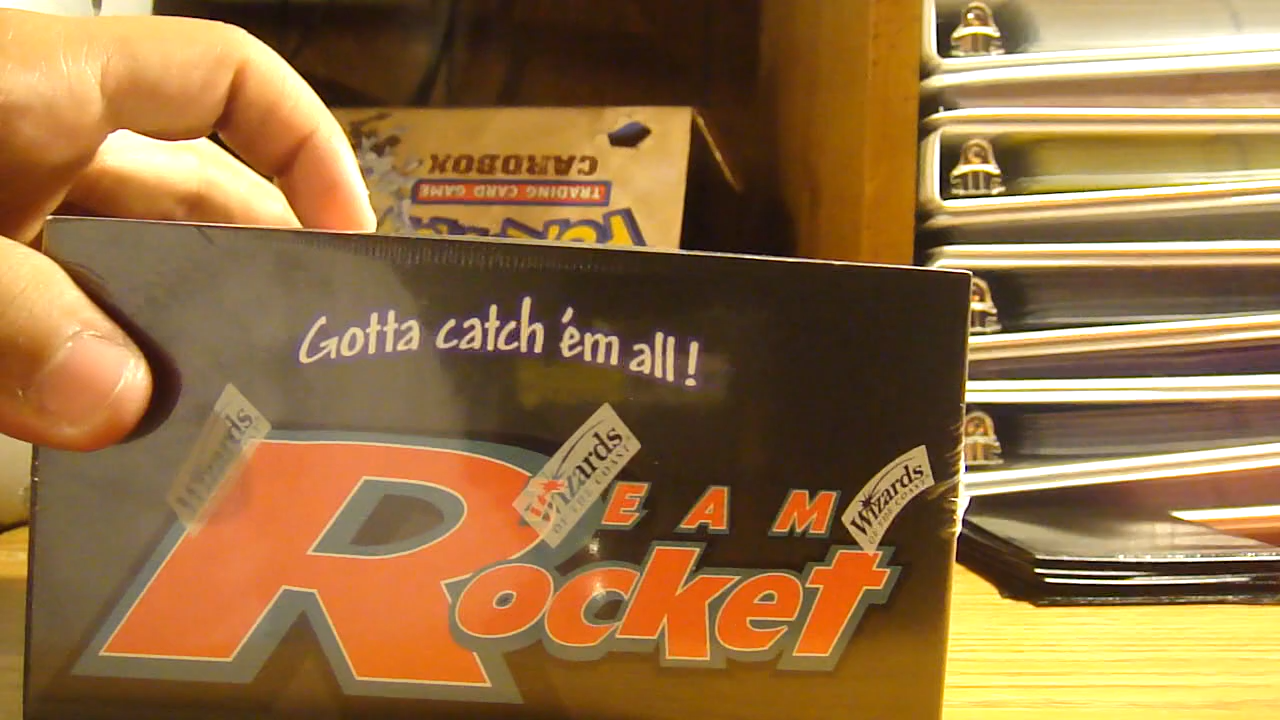 CARDBOX
TRADING CARD GAME
Gotta catch 'em all!
TEAM
Rocket
Wizards
Wizards
OF THE COAST
Wizards
OF THE COAST